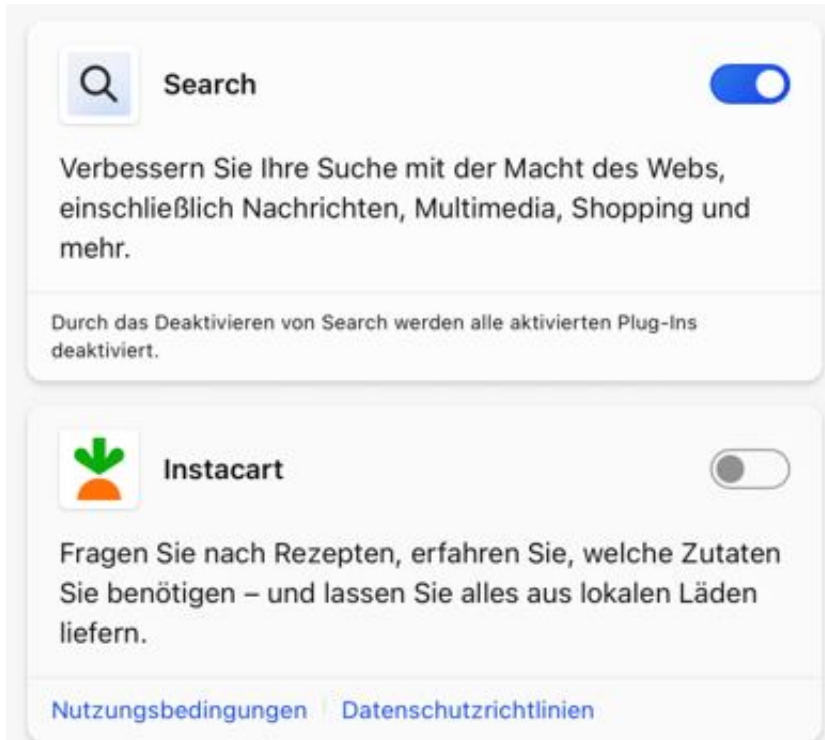 Search
Verbessern Sie Ihre Suche mit der Macht des Webs,
einschließlich Nachrichten, Multimedia, Shopping und
mehr.
Durch das Deaktivieren von Search werden alle aktivierten Plug-Ins
deaktiviert.
Instacart
Fragen Sie nach Rezepten, erfahren Sie, welche Zutaten
Sie benötigen – und lassen Sie alles aus lokalen Läden
liefern.
Nutzungsbedingungen Datenschutzrichtlinien